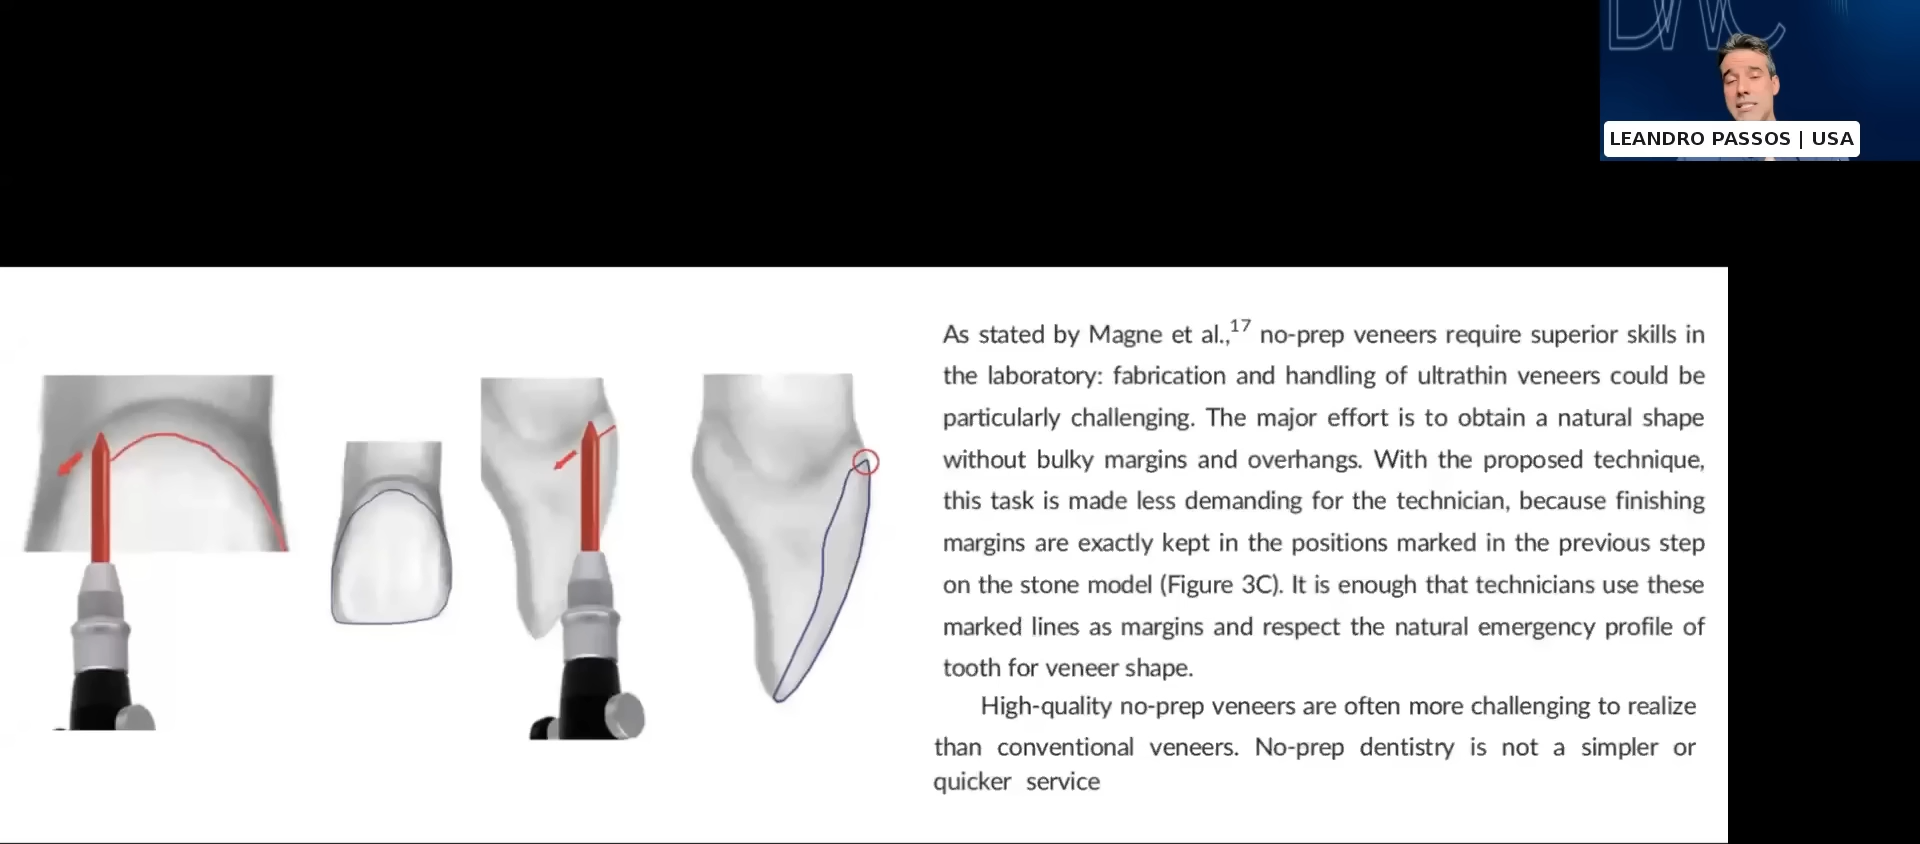 DWC
LEANDRO PASSOS | USA
As stated by Magne et al.,17 no-prep veneers require superior skills in
the laboratory: fabrication and handling of ultrathin veneers could be
particularly challenging. The major effort is to obtain a natural shape
without bulky margins and overhangs. With the proposed technique,
this task is made less demanding for the technician, because finishing
margins are exactly kept in the positions marked in the previous step
on the stone model (Figure 3C). It is enough that technicians use these
marked lines as margins and respect the natural emergency profile of
tooth for veneer shape.
High-quality no-prep veneers are often more challenging to realize
than conventional veneers. No-prep dentistry is not a simpler or
quicker service